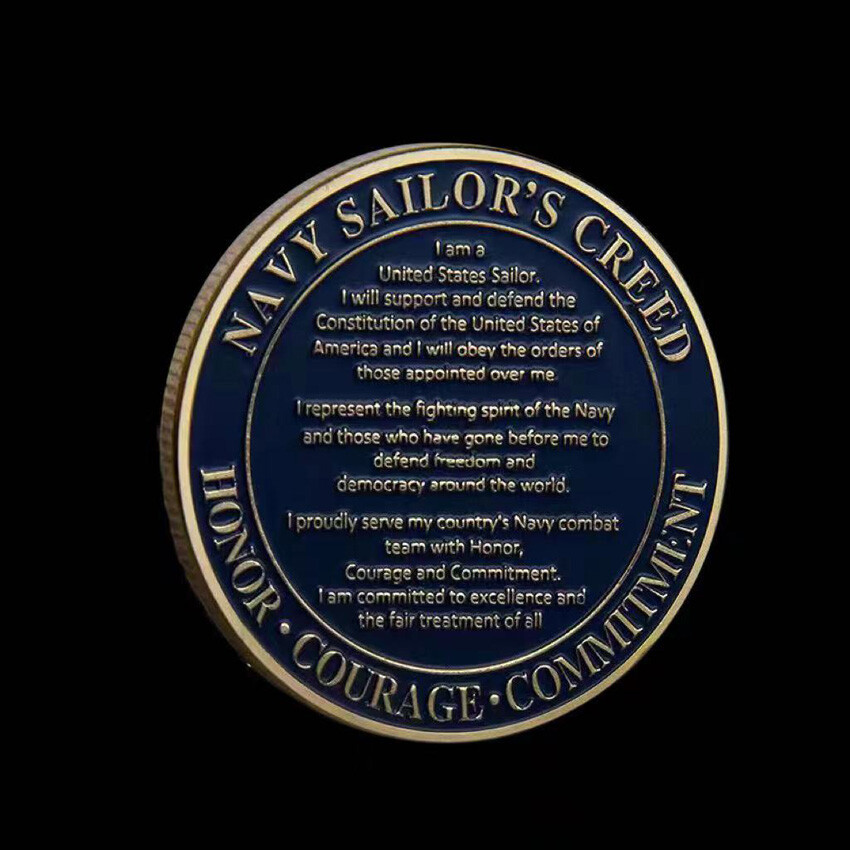 NAVY SAILOR'S CREED
I am a
United States Sailor.
I will support and defend the
Constitution of the United States of
America and I will obey the orders of
those appointed over me.
I represent the fighting spirit of the Navy
and those who have gone before me to
defend freedom and
democracy around the world.
I proudly serve my country's Navy combat
team with Honor,
Courage and Commitment.
I am committed to excellence and
the fair treatment of all
HONOR · COURAGE · COMMITMENT